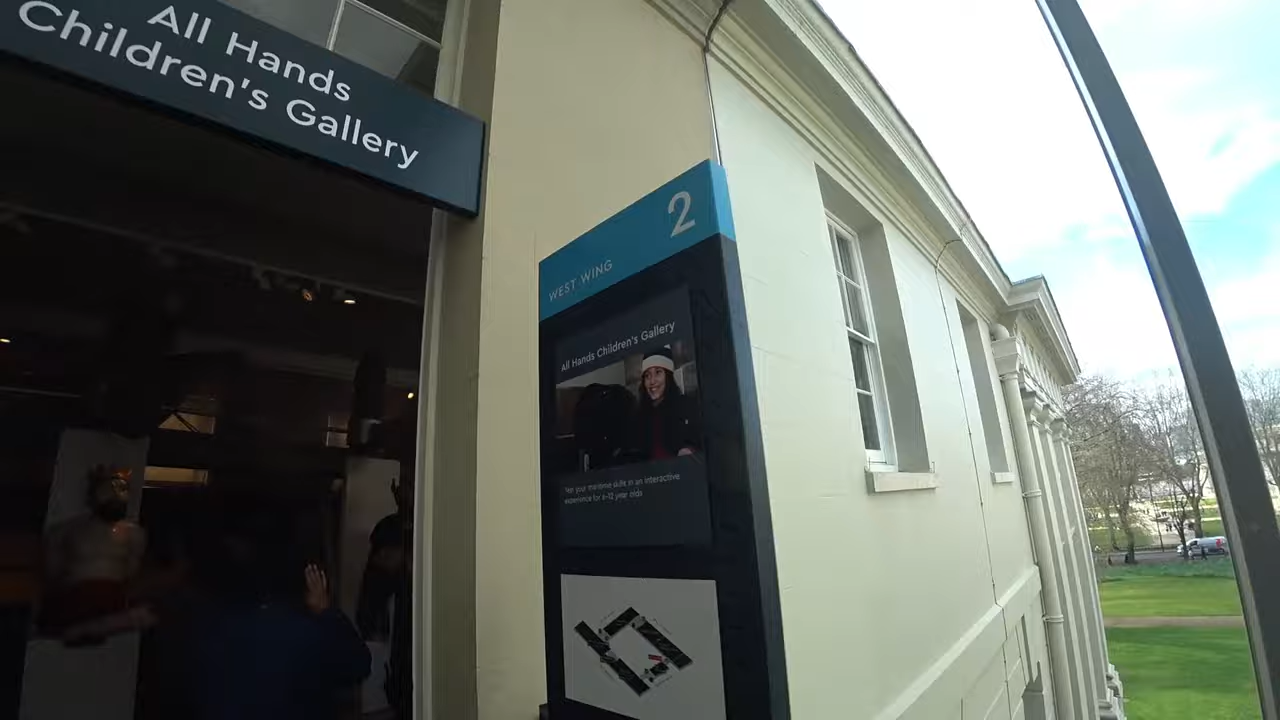 All Hands
Children's Gallery
2
WEST WING
All Hands Children's Gallery
Test your maritime skills in an interactive
experience for 6-12 year olds